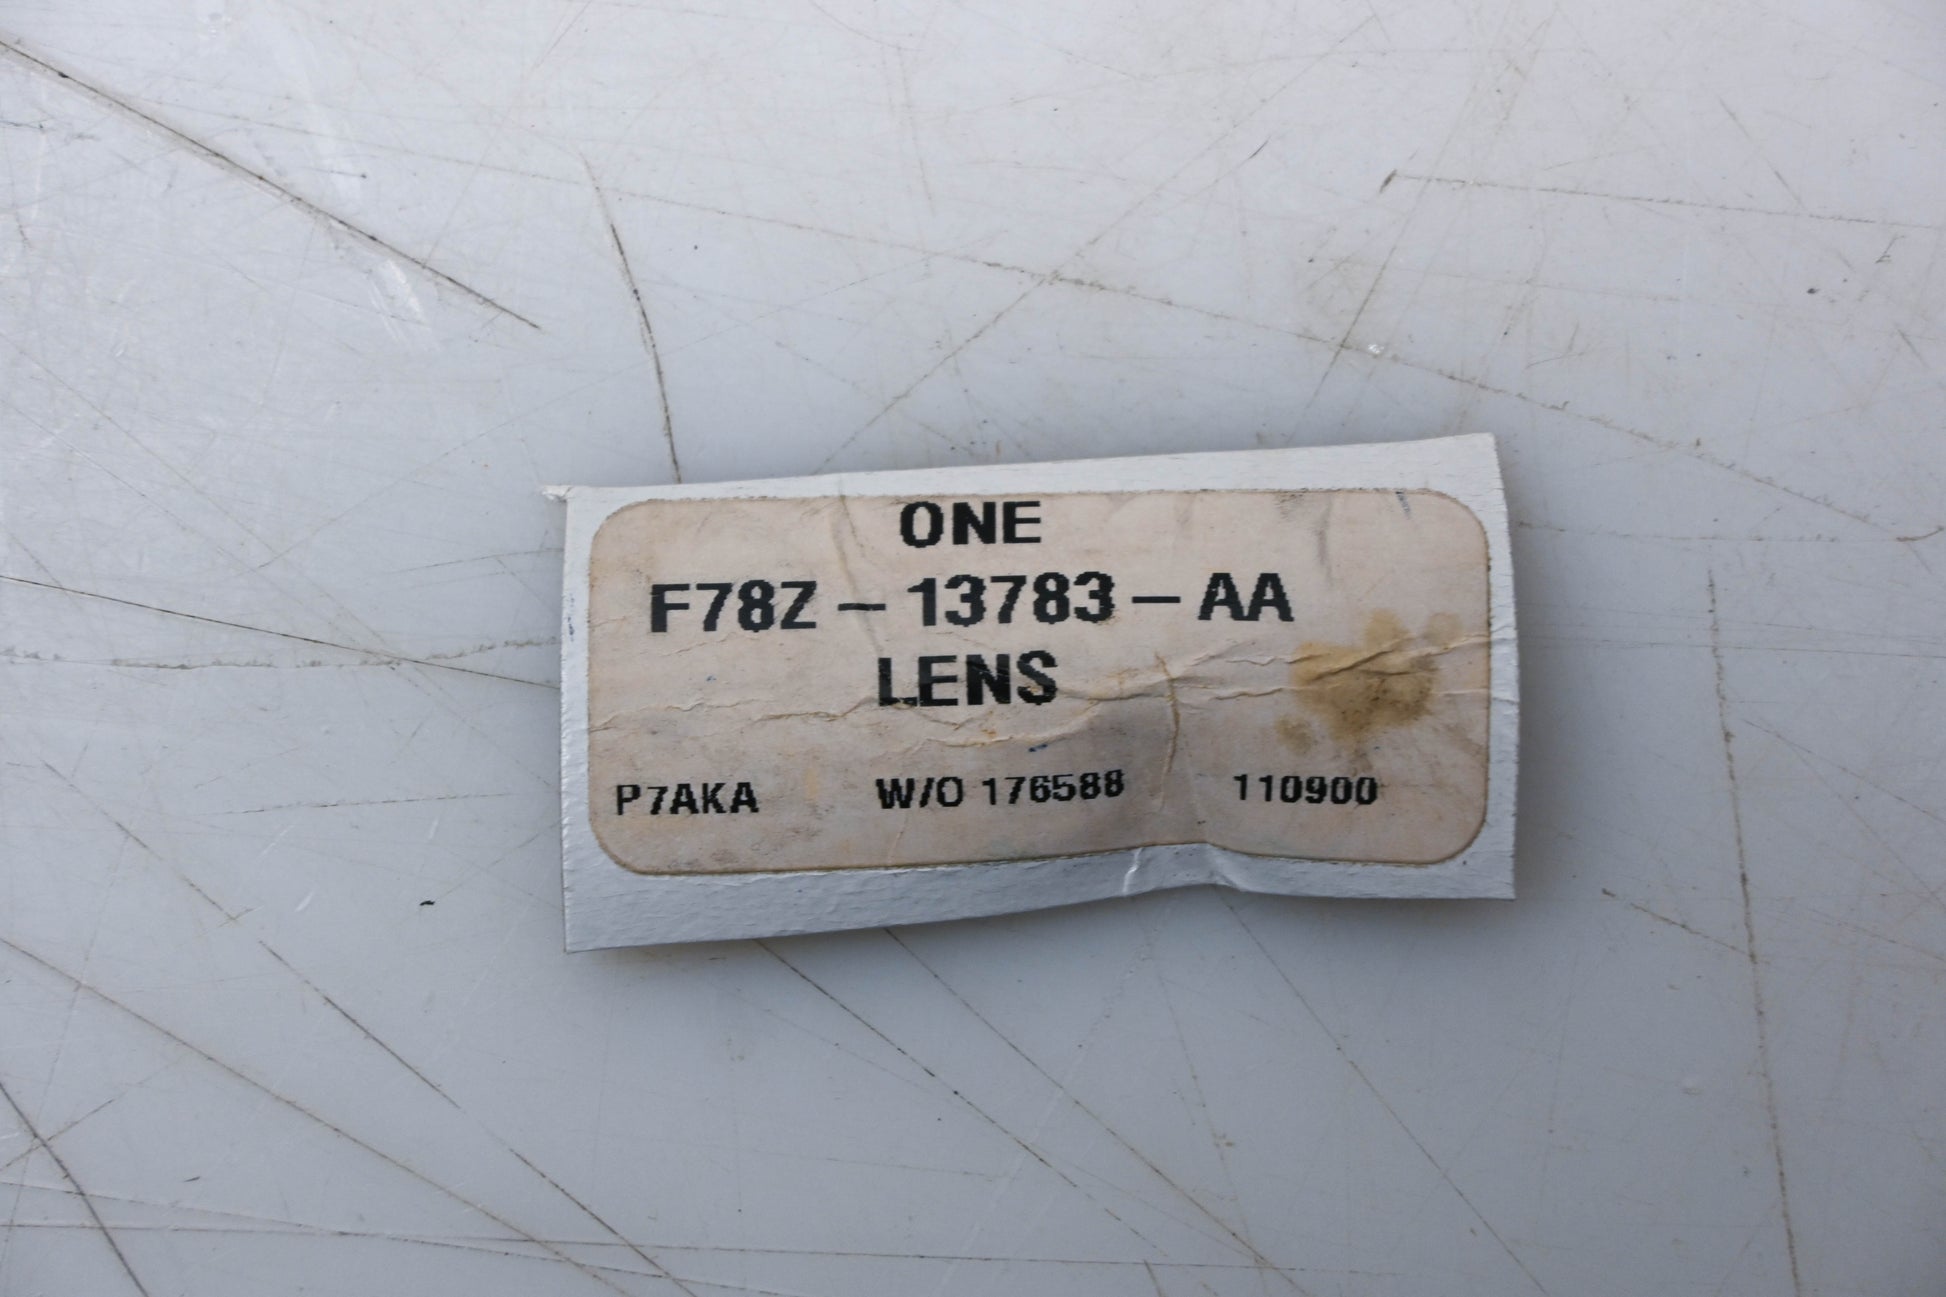 ONE
F78Z - 13783 - AA
LENS
P7AKA W/O 176588 110900